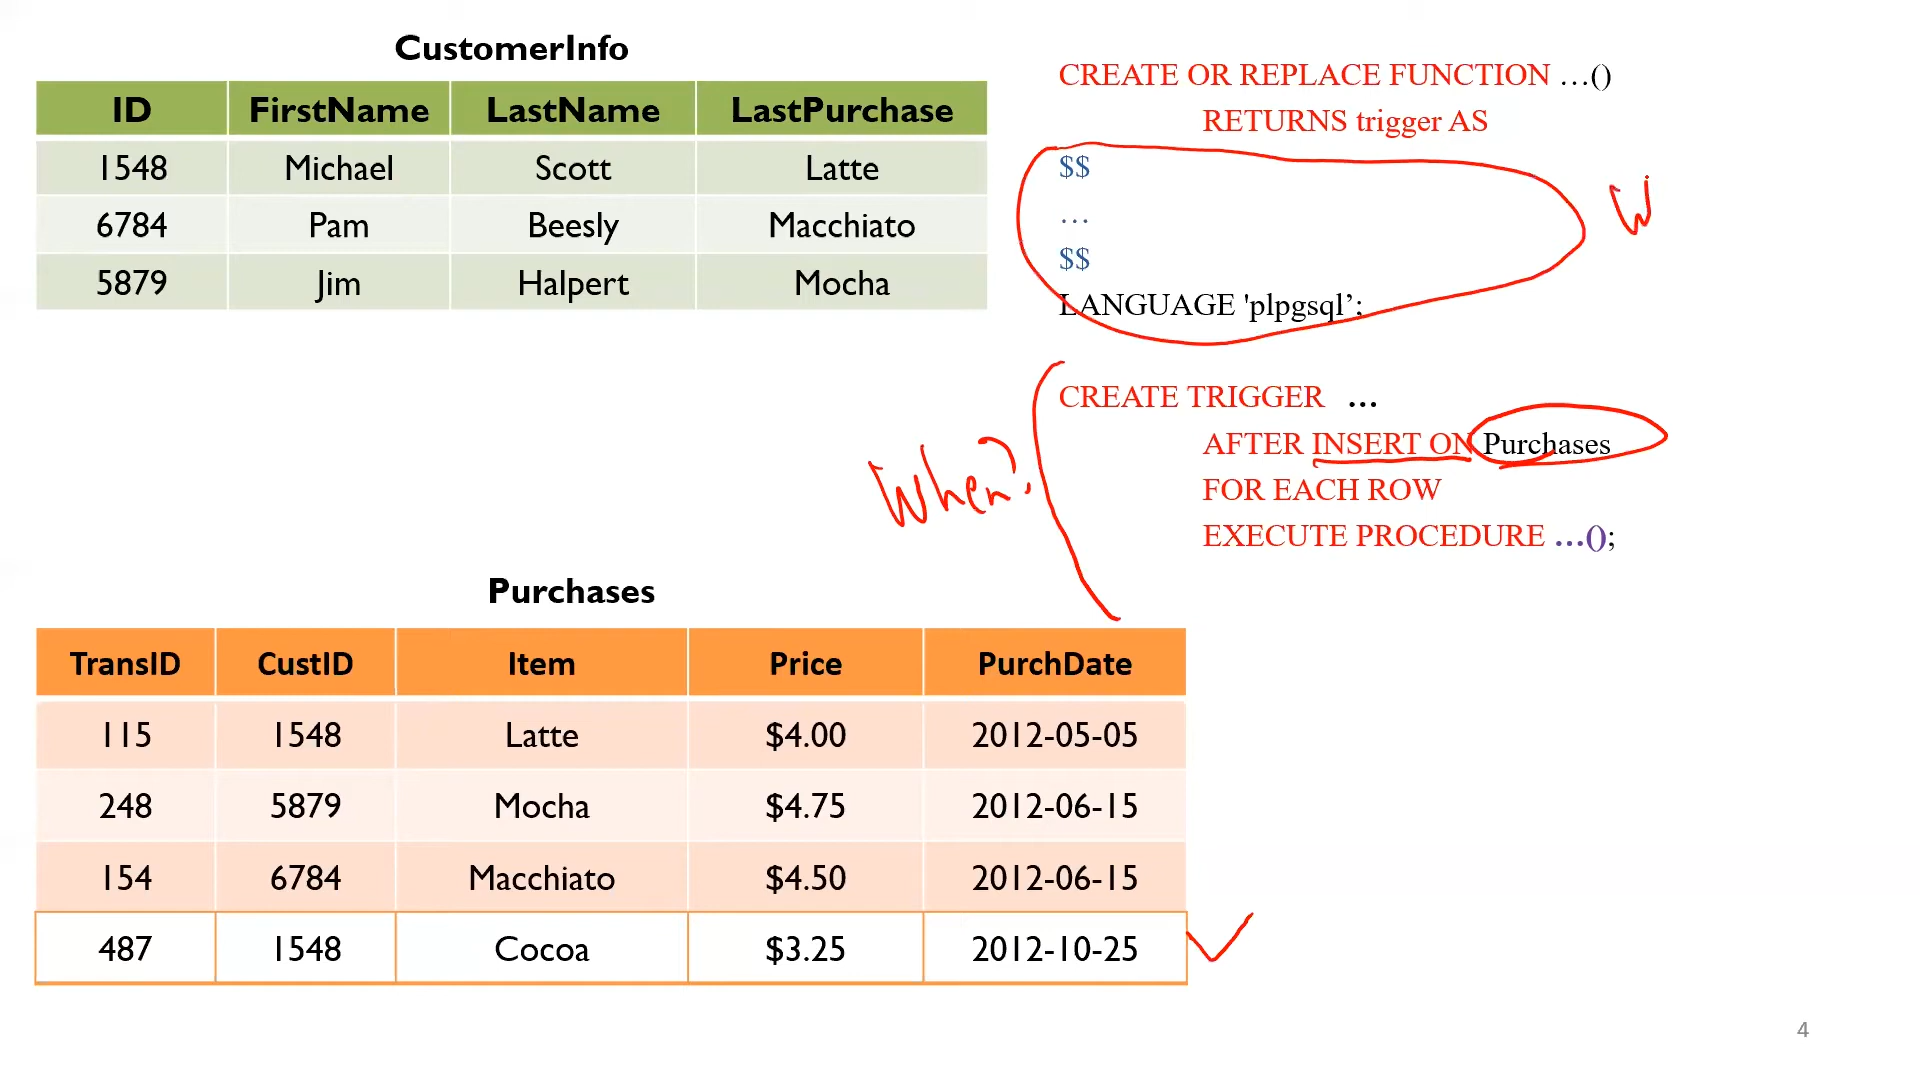 CustomerInfo
ID FirstName LastName LastPurchase
1548 Michael Scott Latte
6784 Pam Beesly Macchiato
5879 Jim Halpert Mocha
CREATE OR REPLACE FUNCTION …()
RETURNS trigger AS
$$
…
$$
LANGUAGE 'plpgsql’;
W
CREATE TRIGGER …
AFTER INSERT ON Purchases
FOR EACH ROW
EXECUTE PROCEDURE …();
When?
Purchases
TransID CustID Item Price PurchDate
115 1548 Latte $4.00 2012-05-05
248 5879 Mocha $4.75 2012-06-15
154 6784 Macchiato $4.50 2012-06-15
487 1548 Cocoa $3.25 2012-10-25
4